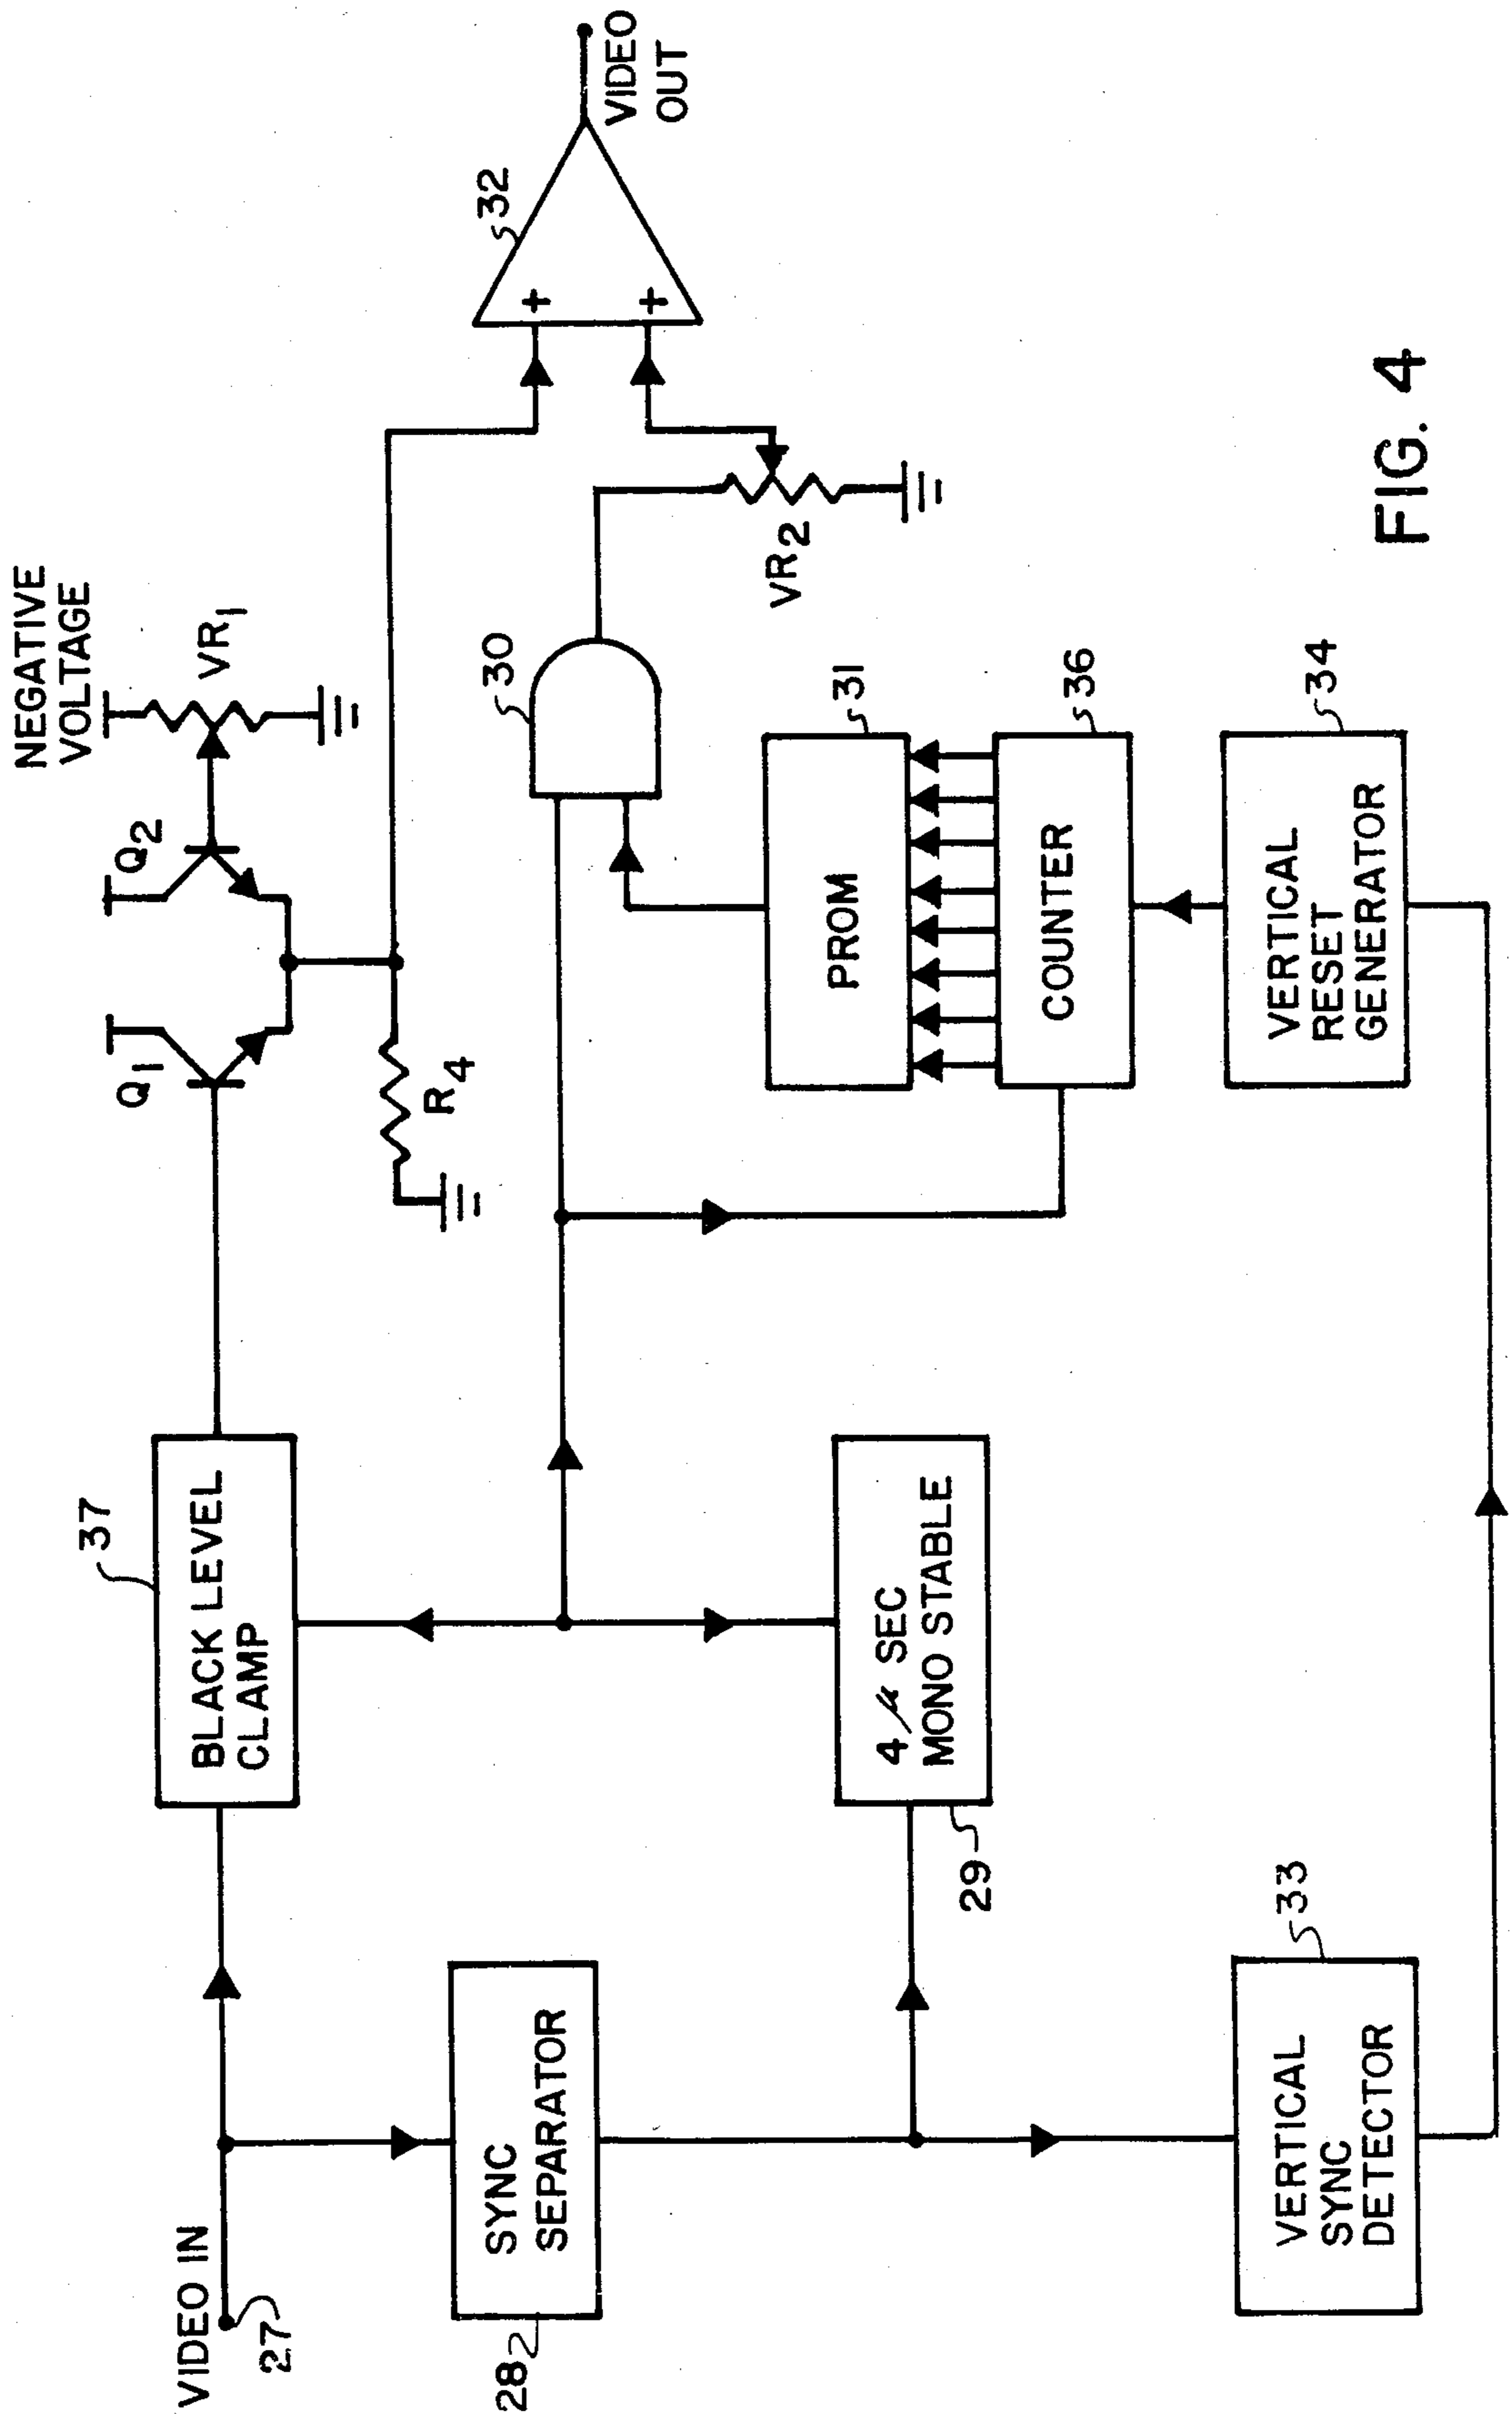 VIDEO IN
27
37
BLACK LEVEL
CLAMP
Q1
Q2
NEGATIVE
VOLTAGE
VR1
R4
28
SYNC
SEPARATOR
29
4 μ SEC
MONO STABLE
30
32
+
+
VIDEO
OUT
VR2
31
PROM
36
COUNTER
34
VERTICAL
RESET
GENERATOR
33
VERTICAL
SYNC
DETECTOR
FIG. 4